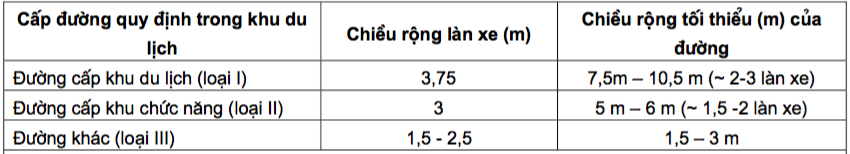 Cấp đường quy định trong khu du
lịch
Chiều rộng làn xe (m)
Chiều rộng tối thiểu (m) của
đường
Đường cấp khu du lịch (loại I)
3,75
7,5m – 10,5 m (~ 2-3 làn xe)
Đường cấp khu chức năng (loại II)
3
5 m – 6 m (~ 1,5 -2 làn xe)
Đường khác (loại III)
1,5 - 2,5
1,5 – 3 m